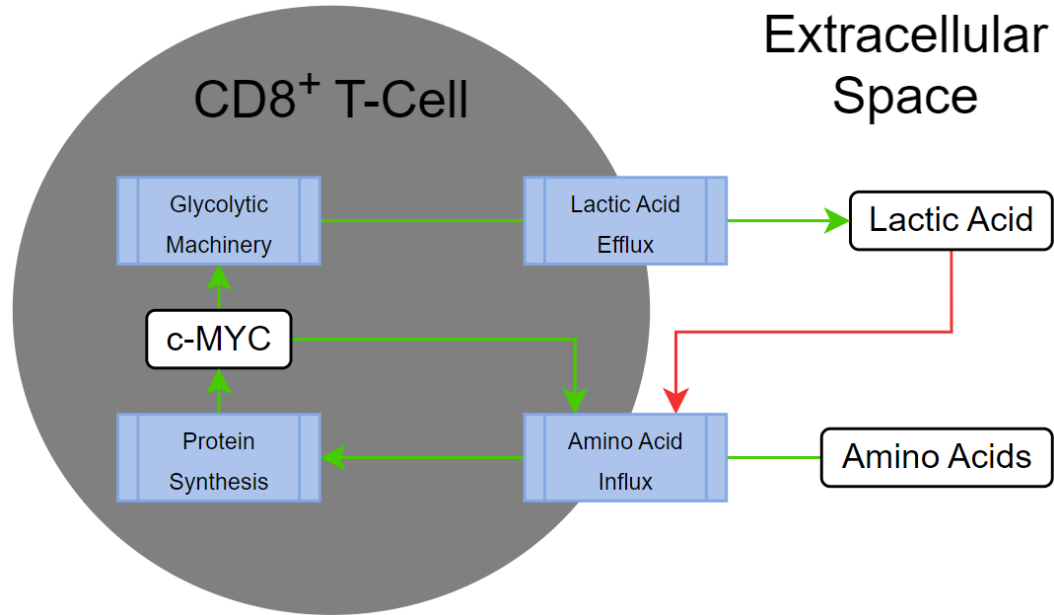 CD8⁺ T-Cell
Extracellular
Space
Glycolytic
Machinery
Lactic Acid
Efflux
Lactic Acid
c-MYC
Protein
Synthesis
Amino Acid
Influx
Amino Acids